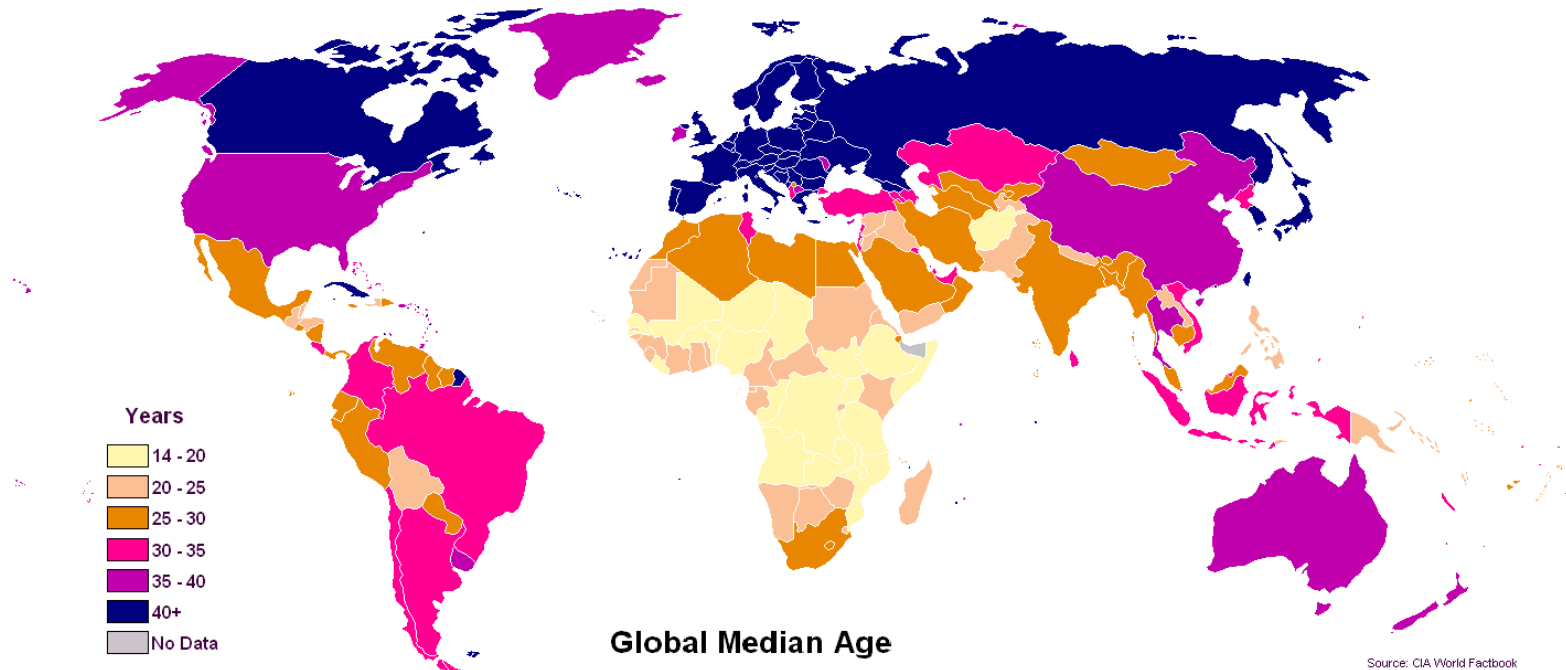 Years
14 - 20
20 - 25
25 - 30
30 - 35
35 - 40
40+
No Data
Global Median Age
Source: CIA World Factbook